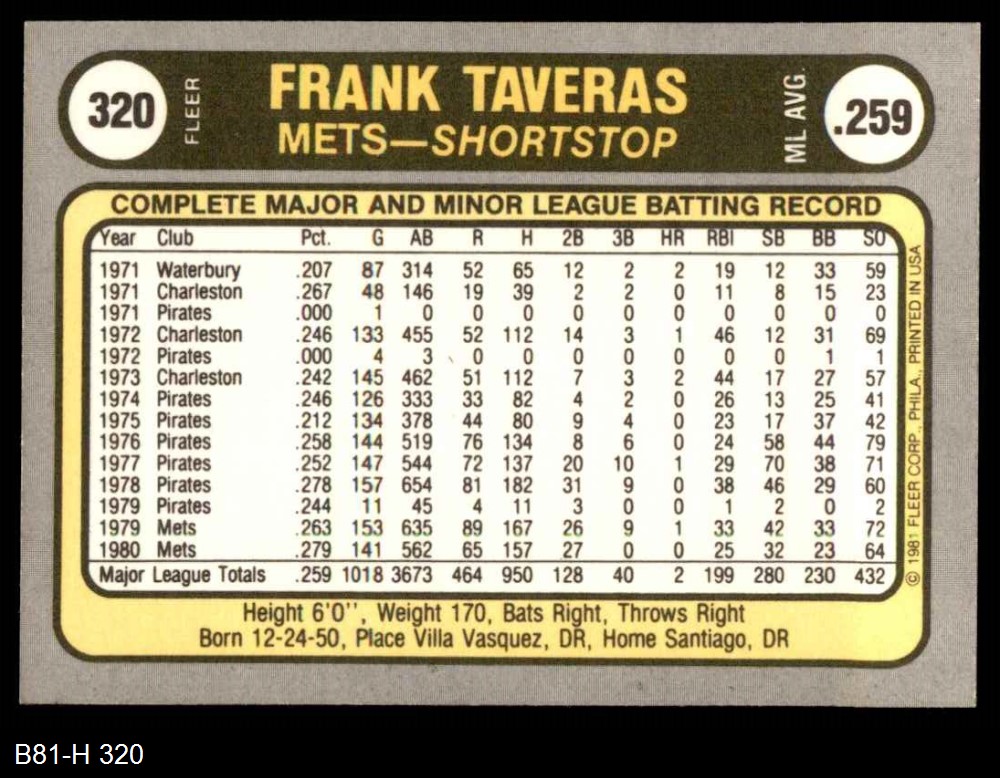 320 FLEER FRANK TAVERAS ML AVG. .259
METS—SHORTSTOP
COMPLETE MAJOR AND MINOR LEAGUE BATTING RECORD
Year Club Pct. G AB R H 2B 3B HR RBI SB BB SO
1971 Waterbury .207 87 314 52 65 12 2 2 19 12 33 59
1971 Charleston .267 48 146 19 39 2 2 0 11 8 15 23
1971 Pirates .000 1 0 0 0 0 0 0 0 0 0 0
1972 Charleston .246 133 455 52 112 14 3 1 46 12 31 69
1972 Pirates .000 4 3 0 0 0 0 0 0 0 1 1
1973 Charleston .242 145 462 51 112 7 3 2 44 17 27 57
1974 Pirates .246 126 333 33 82 4 2 0 26 13 25 41
1975 Pirates .212 134 378 44 80 9 4 0 23 17 37 42
1976 Pirates .258 144 519 76 134 8 6 0 24 58 44 79
1977 Pirates .252 147 544 72 137 20 10 1 29 70 38 71
1978 Pirates .278 157 654 81 182 31 9 0 38 46 29 60
1979 Pirates .244 11 45 4 11 3 0 0 1 2 0 2
1979 Mets .263 153 635 89 167 26 9 1 33 42 33 72
1980 Mets .279 141 562 65 157 27 0 0 25 32 23 64
Major League Totals .259 1018 3673 464 950 128 40 2 199 280 230 432
© 1981 FLEER CORP., PHILA., PRINTED IN USA
Height 6'0'', Weight 170, Bats Right, Throws Right
Born 12-24-50, Place Villa Vasquez, DR, Home Santiago, DR
B81-H 320